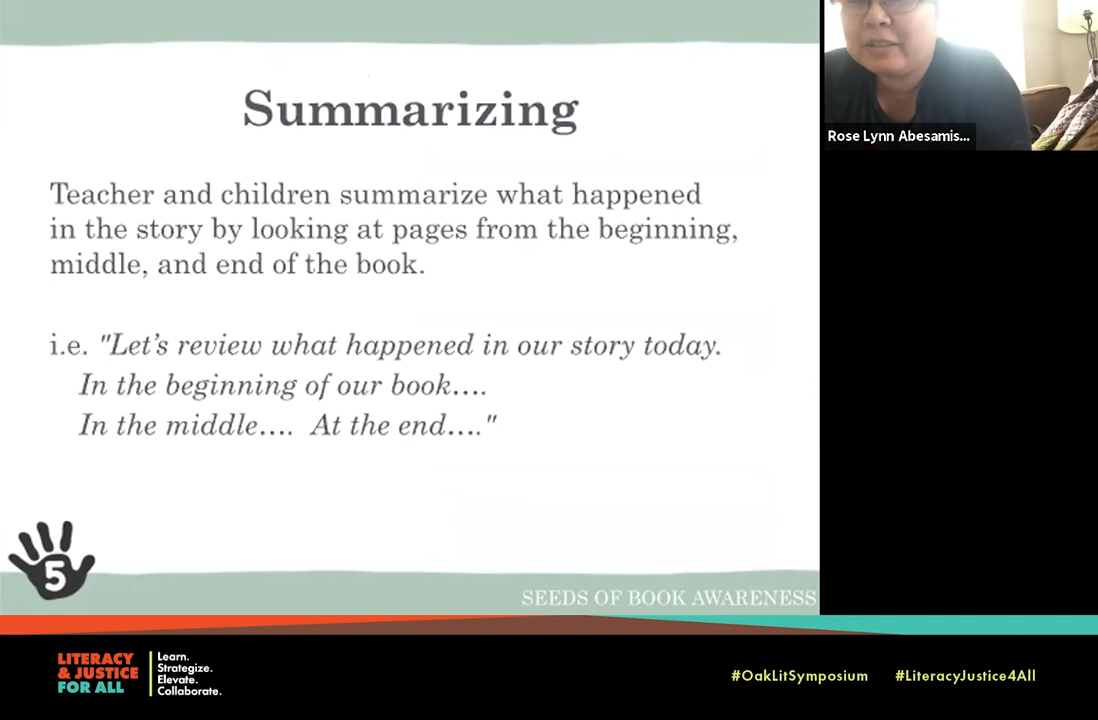 Summarizing
Teacher and children summarize what happened
in the story by looking at pages from the beginning,
middle, and end of the book.
i.e. "Let's review what happened in our story today.
In the beginning of our book....
In the middle.... At the end...."
5
SEEDS OF BOOK AWARENESS
Rose Lynn Abesamis...
LITERACY
& JUSTICE
FOR ALL
Learn.
Strategize.
Elevate.
Collaborate.
#OakLitSymposium #LiteracyJustice4All